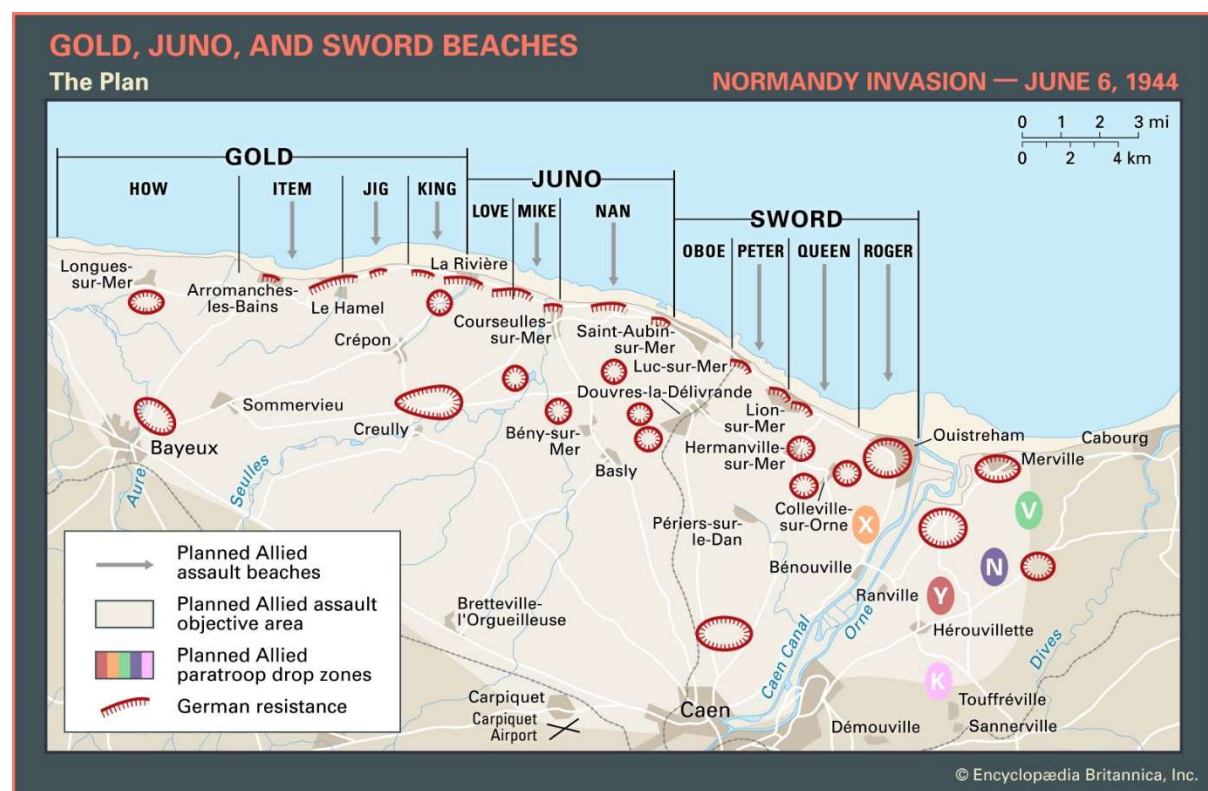 GOLD, JUNO, AND SWORD BEACHES
The Plan
NORMANDY INVASION — JUNE 6, 1944
0 1 2 3 mi
0 2 4 km
GOLD
JUNO
SWORD
HOW
ITEM
JIG
KING
LOVE
MIKE
NAN
OBOE
PETER
QUEEN
ROGER
Longues-
sur-Mer
Arromanches-
les-Bains
Le Hamel
La Rivière
Crépon
Courseulles-
sur-Mer
Saint-Aubin-
sur-Mer
Luc-sur-Mer
Douvres-la-Délivrande
Lion-
sur-Mer
Hermanville-
sur-Mer
Ouistreham
Cabourg
Merville
Sommervieu
Creully
Bayeux
Bény-sur-
Mer
Basly
Colleville-
sur-Orne
Périers-sur-
le-Dan
Aure
Seulles
X
V
N
Y
K
Bénouville
Ranville
Hérouvillette
Bretteville-
l'Orgueilleuse
Caen Canal
Orne
Dives
Touffréville
Sannerville
Démouville
Carpiquet
Carpiquet
Airport
Caen
Planned Allied
assault beaches
Planned Allied assault
objective area
Planned Allied
paratroop drop zones
German resistance
© Encyclopædia Britannica, Inc.